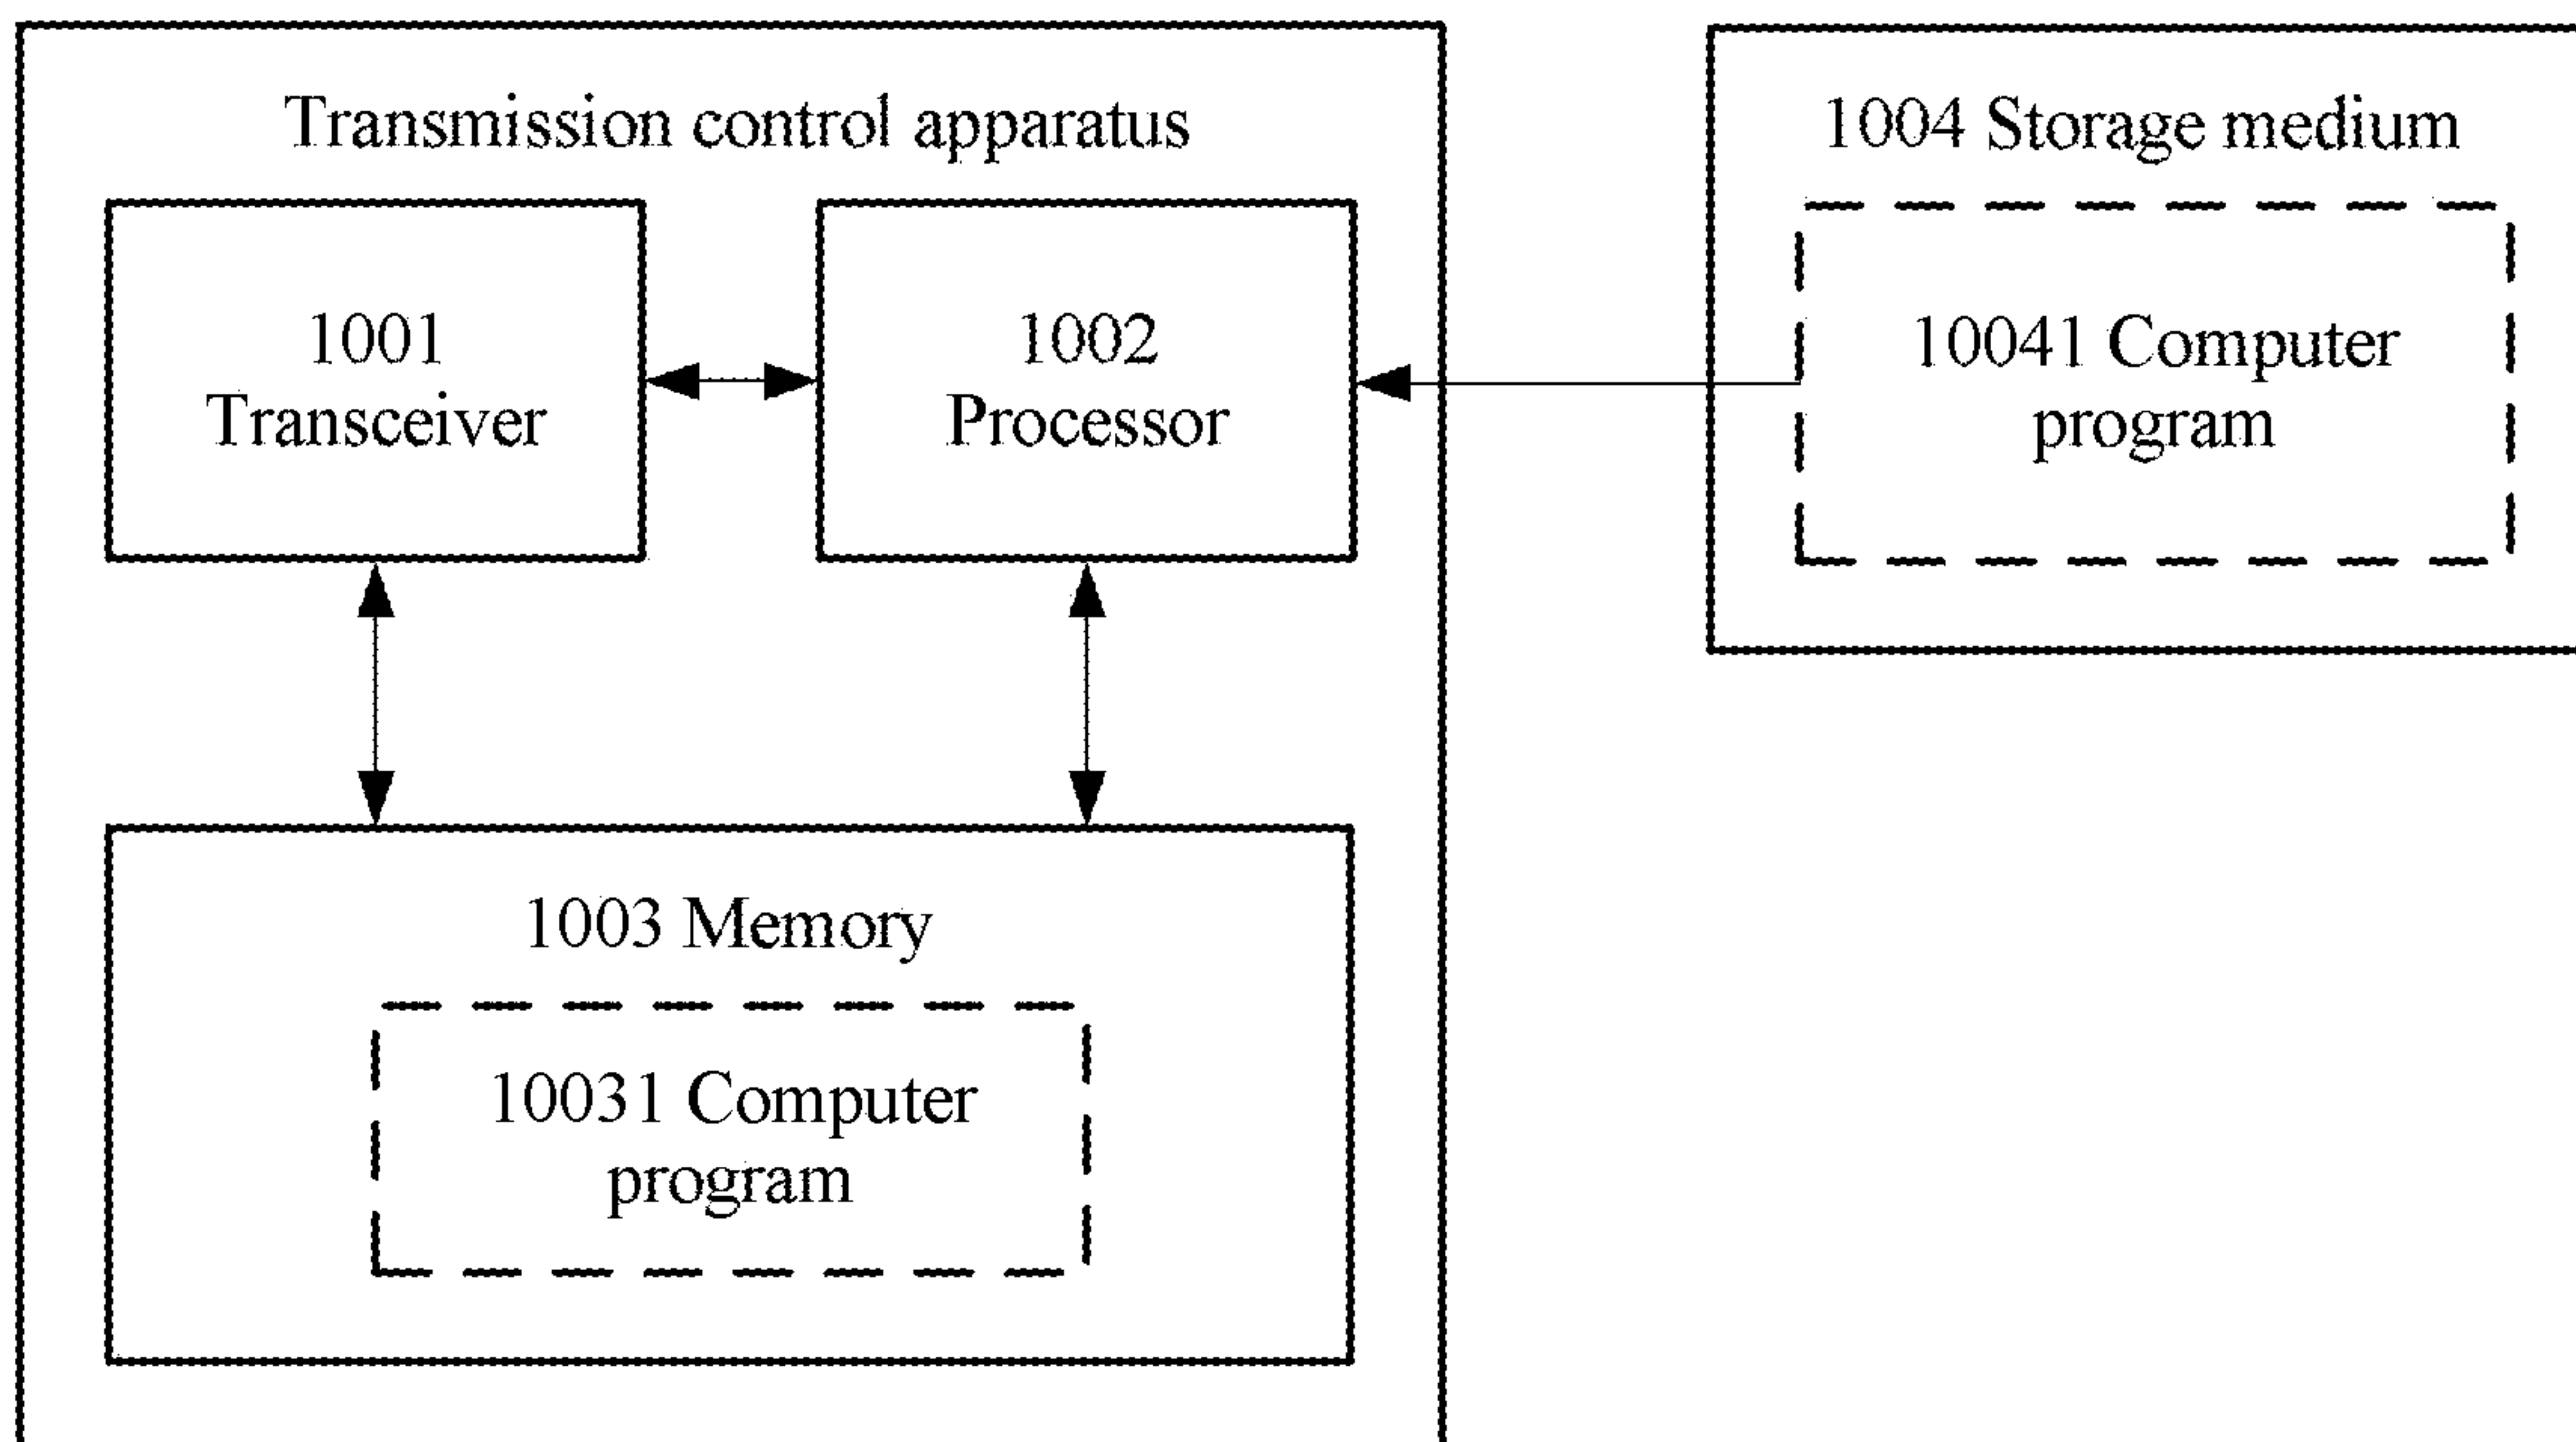 Transmission control apparatus
1001
Transceiver
1002
Processor
1003 Memory
10031 Computer
program
1004 Storage medium
10041 Computer
program